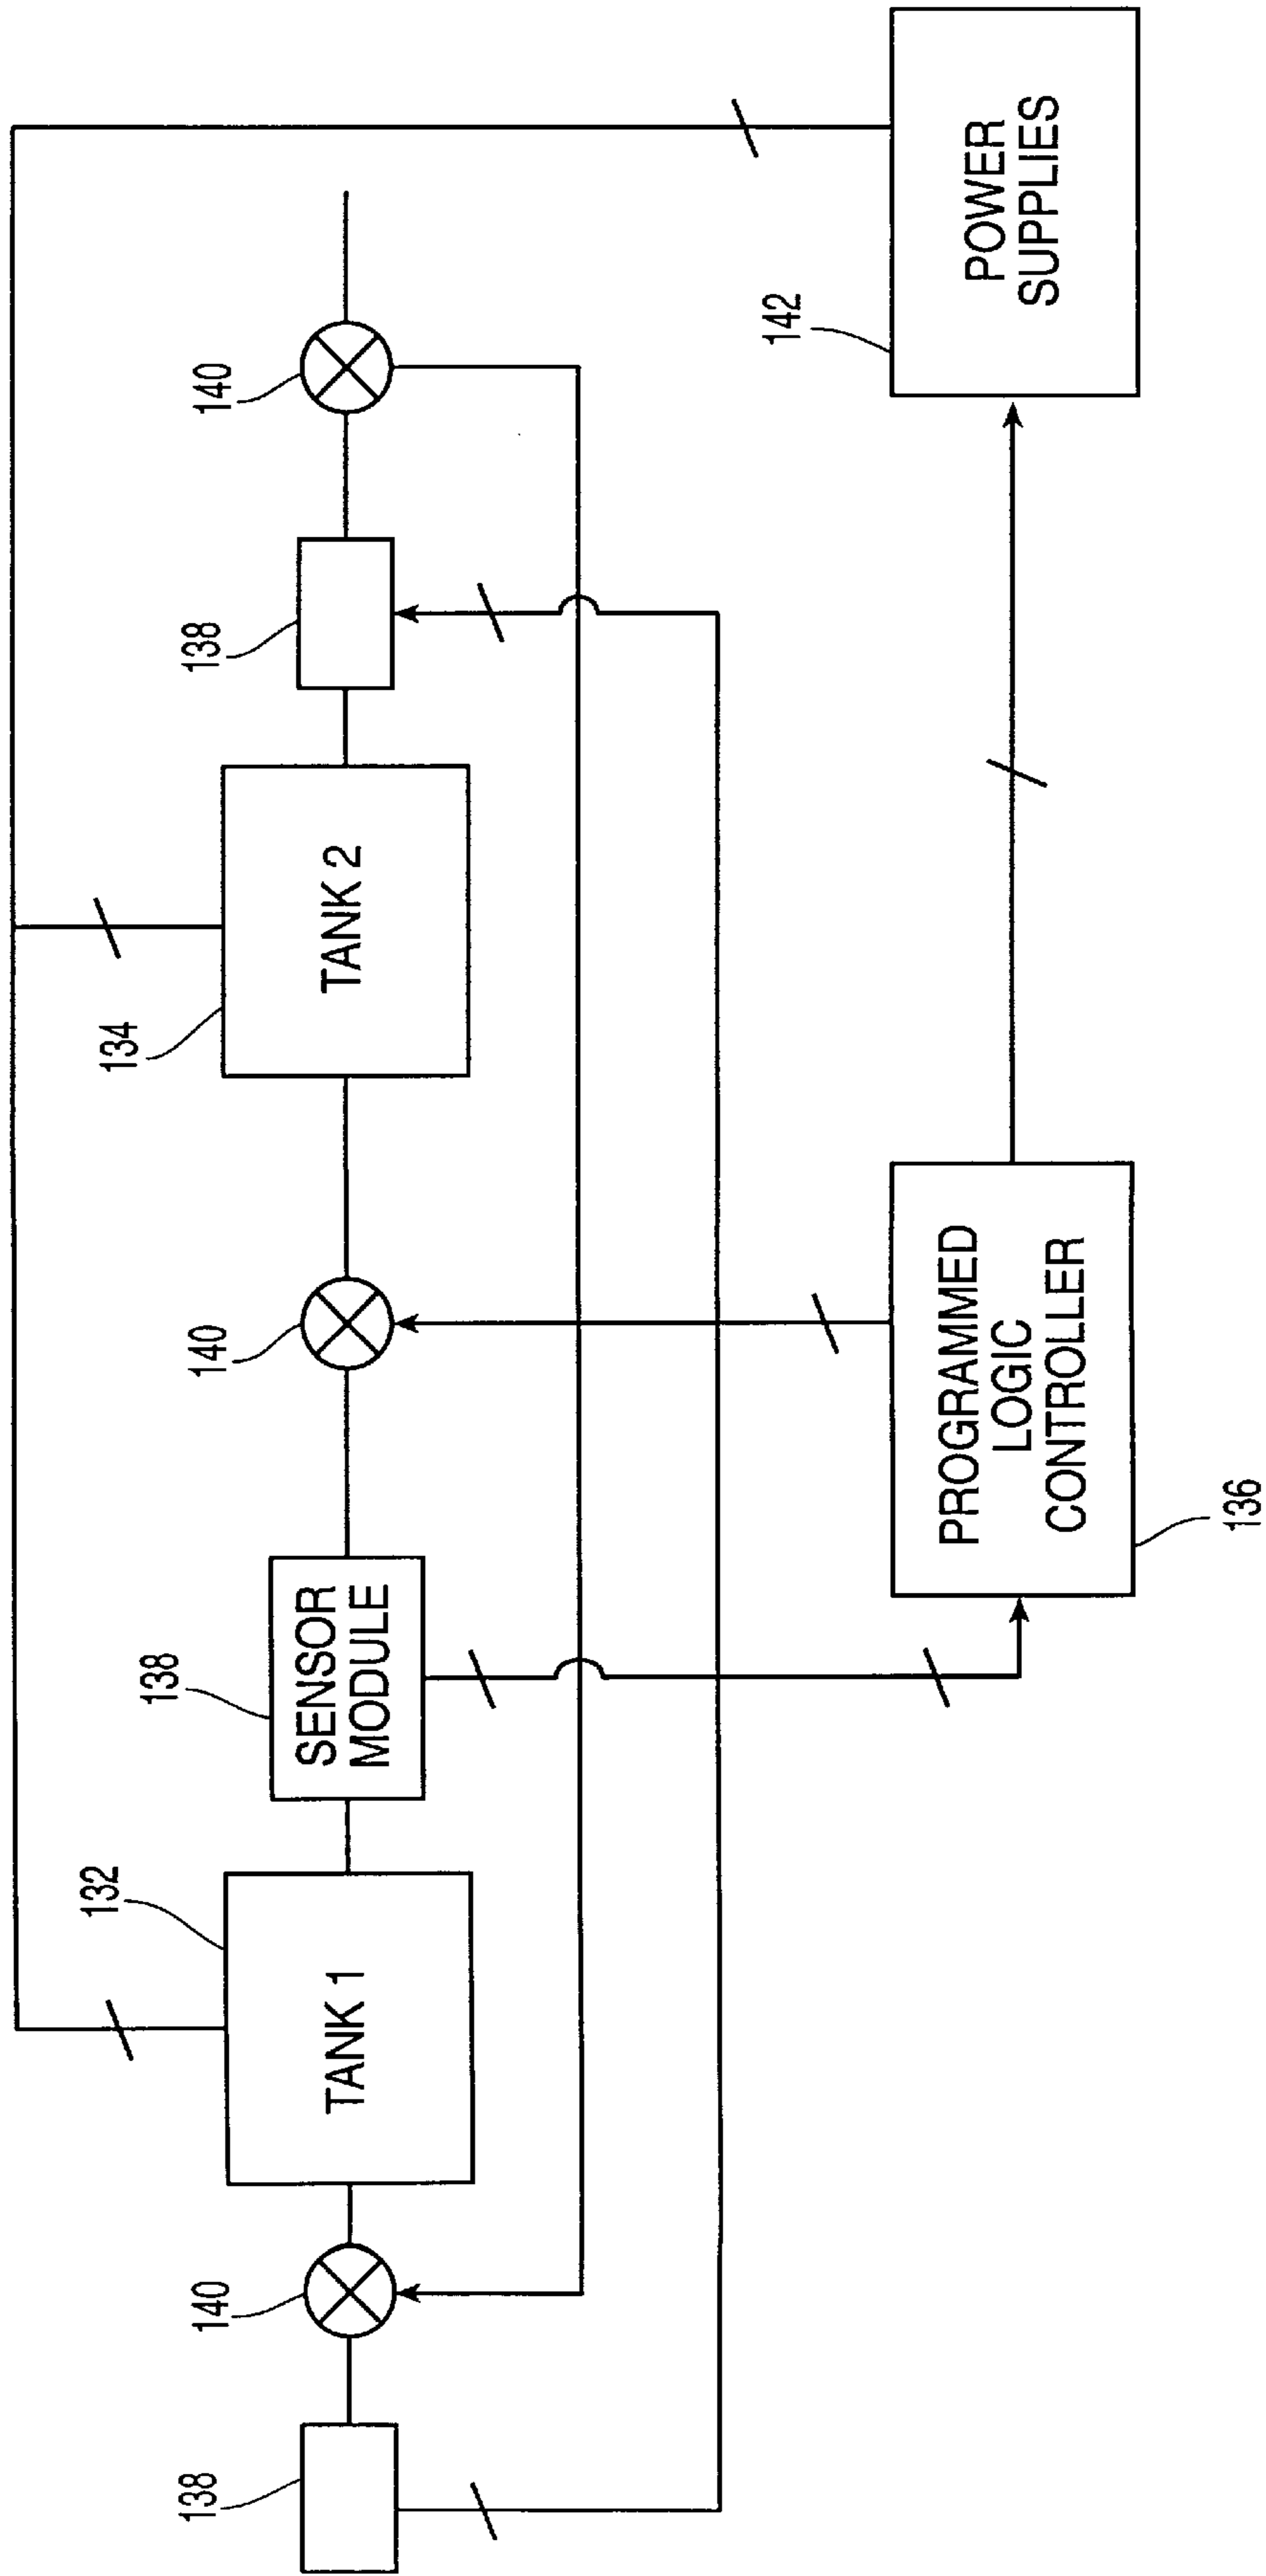 138
140
132
TANK 1
138
SENSOR
MODULE
140
134
TANK 2
138
140
136
PROGRAMMED
LOGIC
CONTROLLER
142
POWER
SUPPLIES